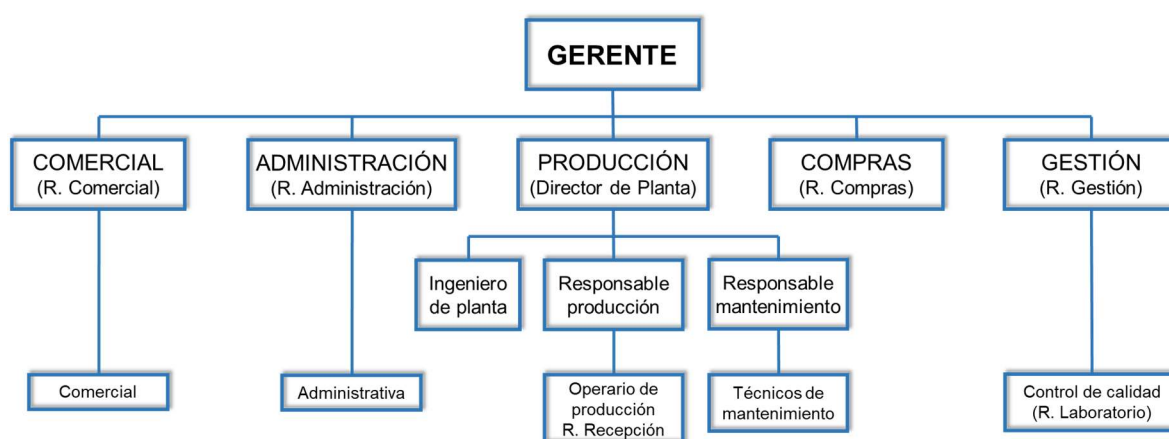 GERENTE
COMERCIAL
(R. Comercial)
ADMINISTRACIÓN
(R. Administración)
PRODUCCIÓN
(Director de Planta)
COMPRAS
(R. Compras)
GESTIÓN
(R. Gestión)
Ingeniero
de planta
Responsable
producción
Responsable
mantenimiento
Comercial
Administrativa
Operario de
producción
R. Recepción
Técnicos de
mantenimiento
Control de calidad
(R. Laboratorio)